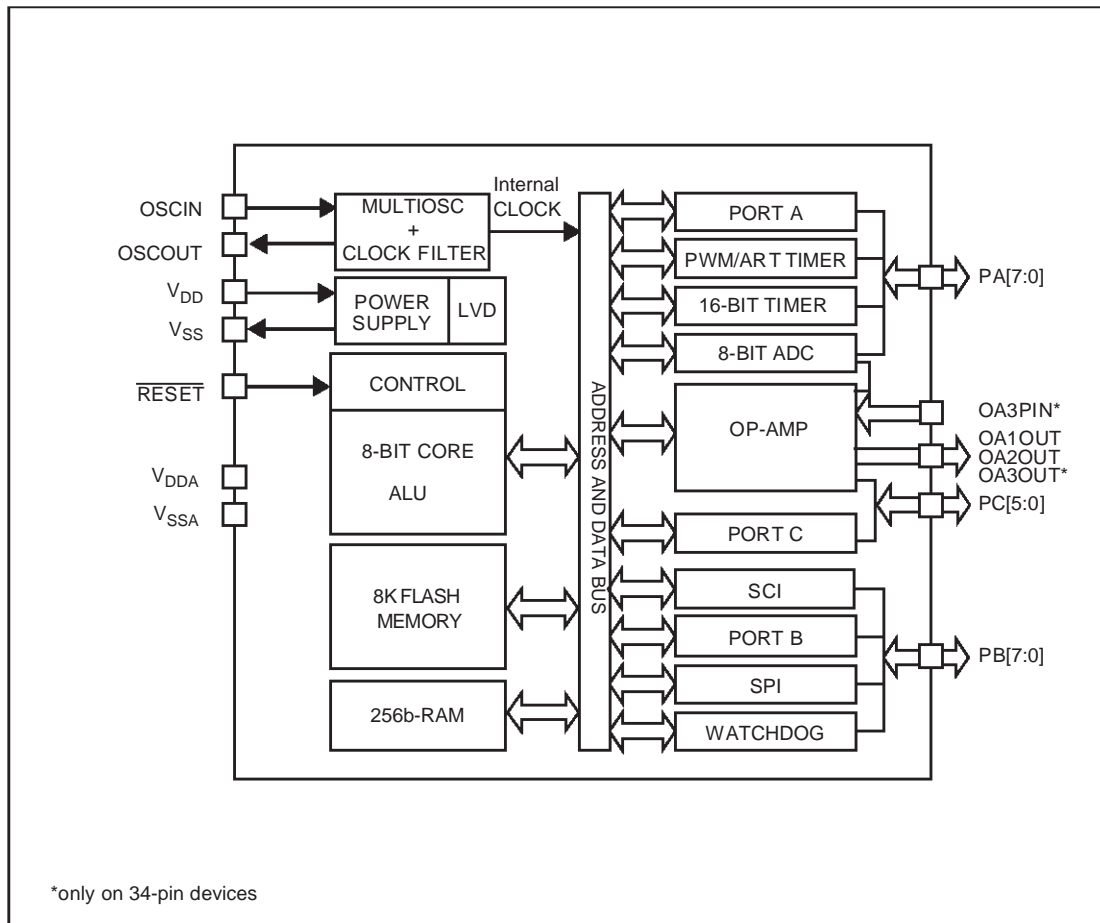 OSCIN
OSCOUT
VDD
VSS
RESET
VDDA
VSSA
MULTIOSC
+
CLOCK FILTER
Internal
CLOCK
POWER
SUPPLY
LVD
CONTROL
8-BIT CORE
ALU
8K FLASH
MEMORY
256b-RAM
ADDRESS AND DATA BUS
PORT A
PWM/ART TIMER
16-BIT TIMER
8-BIT ADC
OP-AMP
PORT C
SCI
PORT B
SPI
WATCHDOG
PA[7:0]
OA3PIN*
OA1OUT
OA2OUT
OA3OUT*
PC[5:0]
PB[7:0]
*only on 34-pin devices